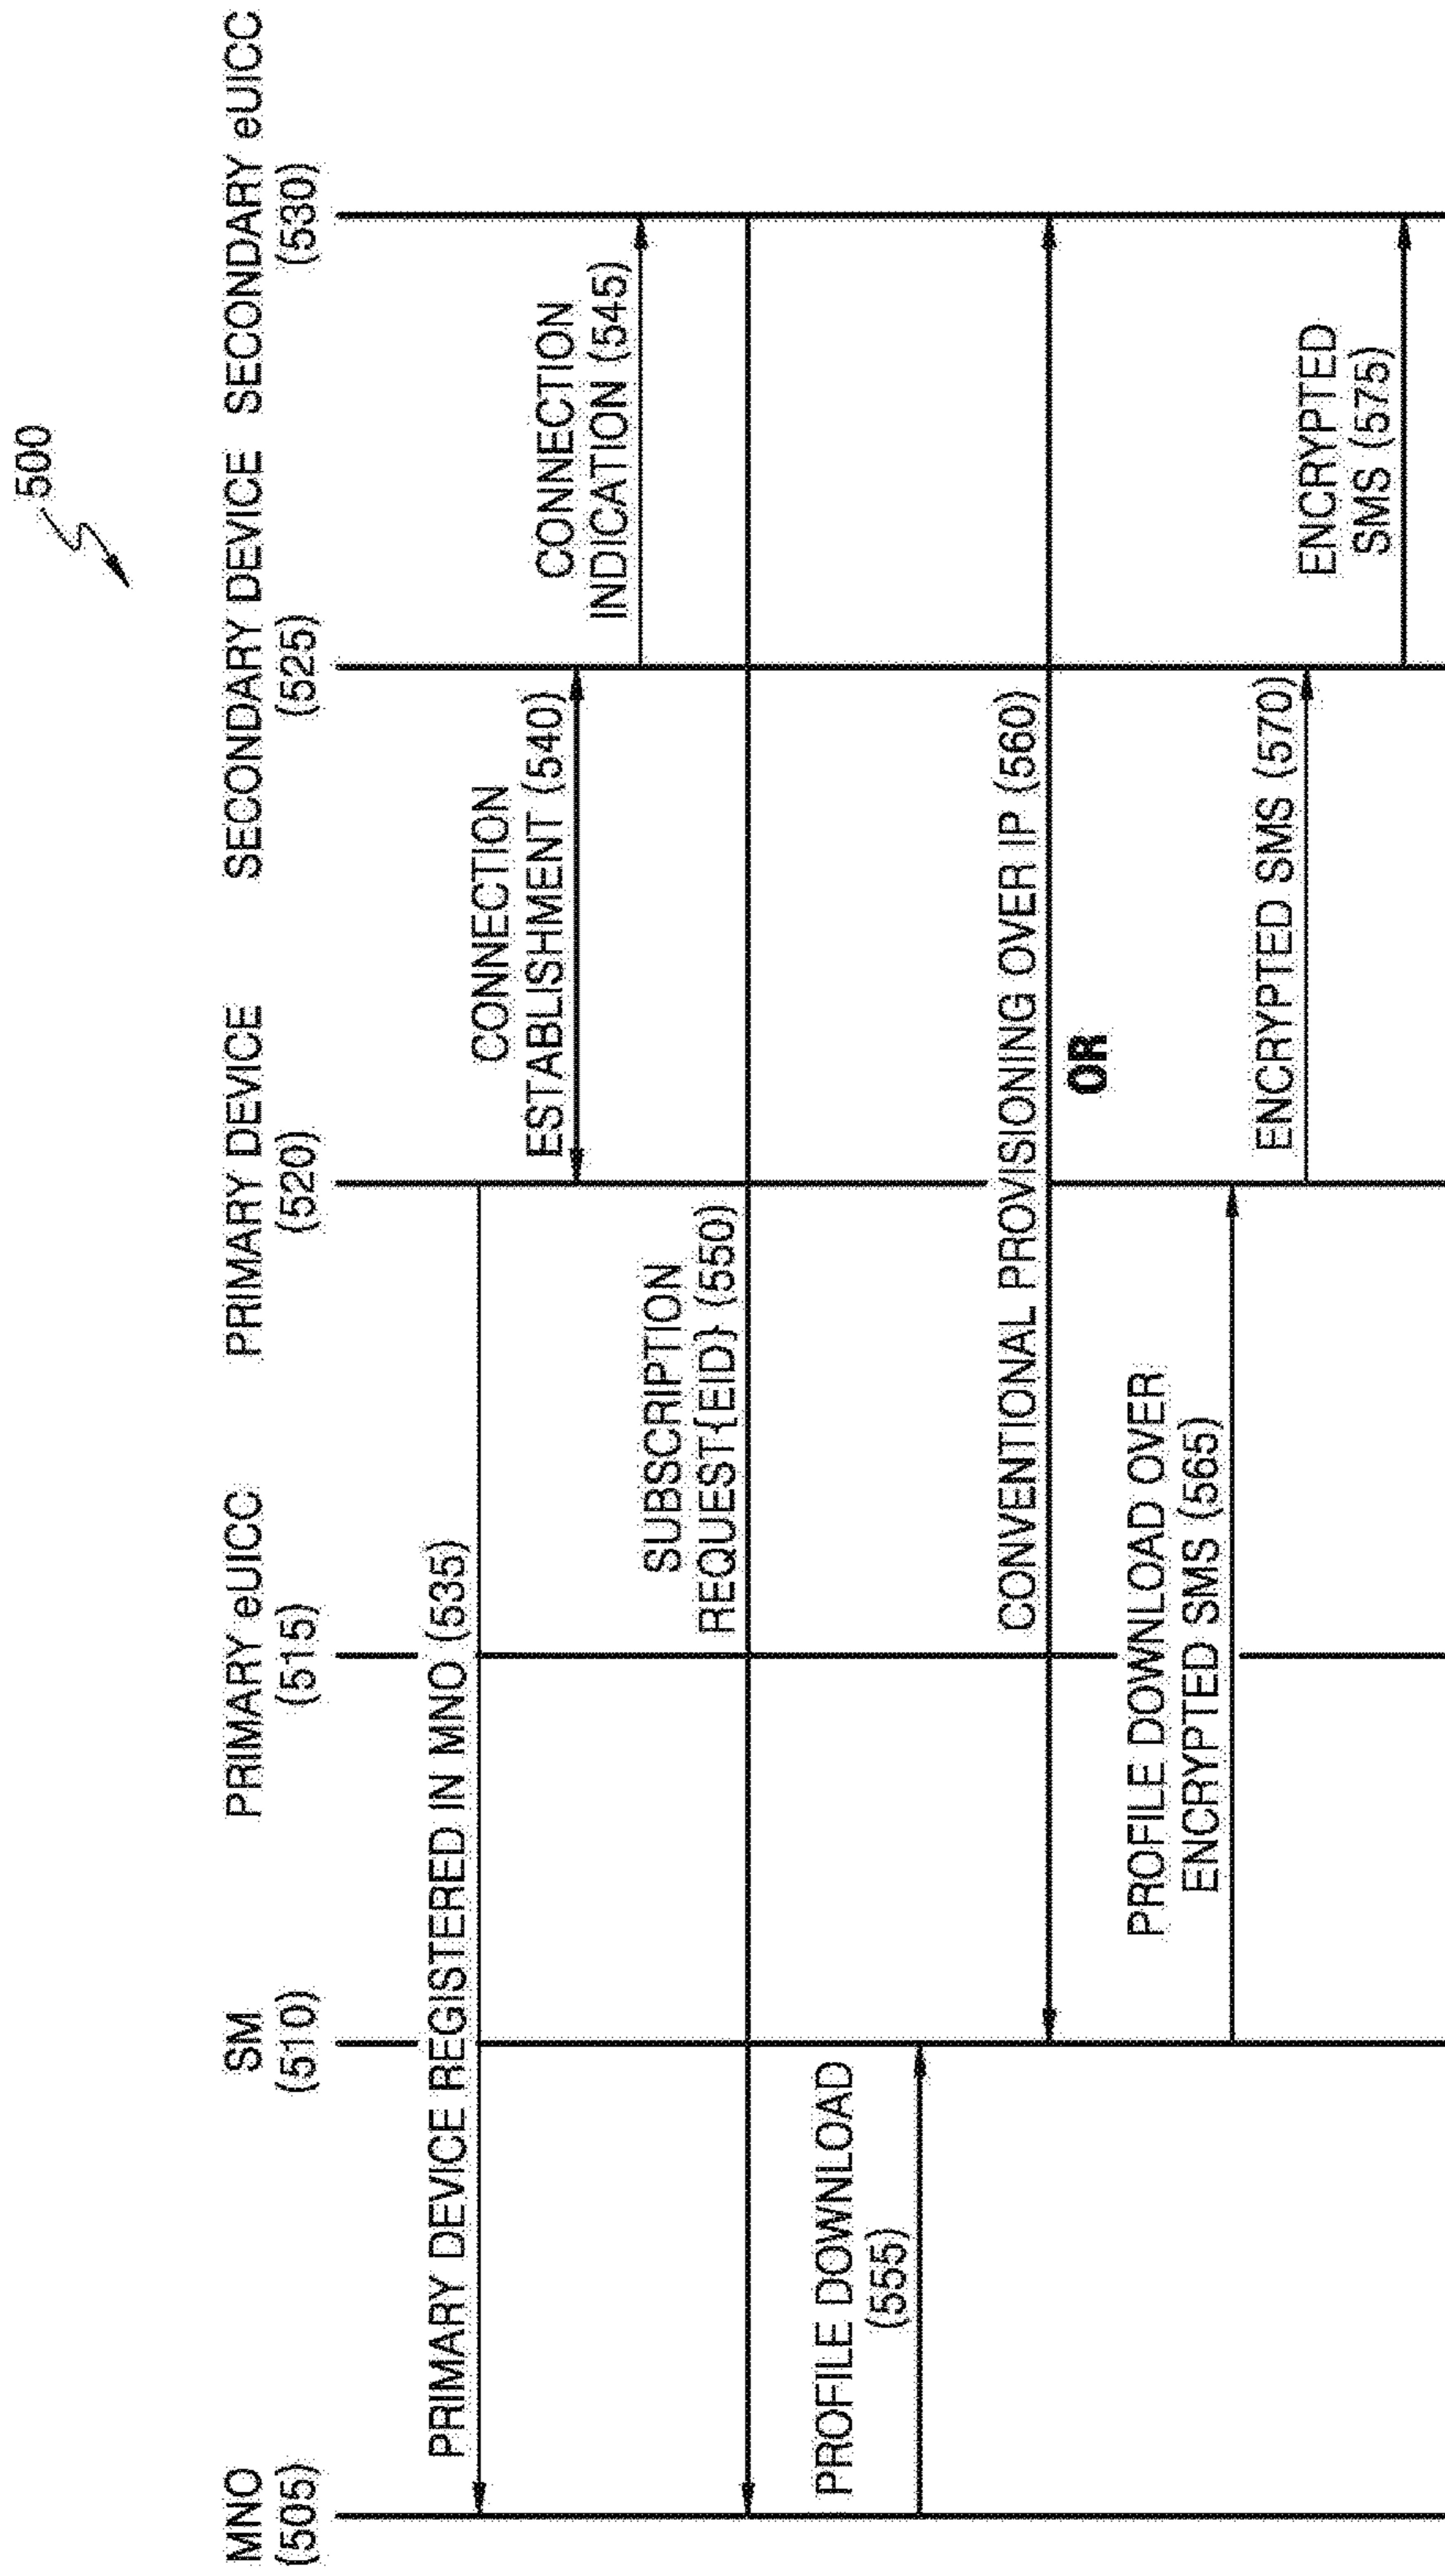 500
MNO
(505)
SM
(510)
PRIMARY eUICC
(515)
PRIMARY DEVICE
(520)
SECONDARY DEVICE
(525)
SECONDARY eUICC
(530)
PRIMARY DEVICE REGISTERED IN MNO (535)
CONNECTION
ESTABLISHMENT (540)
CONNECTION
INDICATION (545)
SUBSCRIPTION
REQUEST{EID} (550)
PROFILE DOWNLOAD
(555)
CONVENTIONAL PROVISIONING OVER IP (560)
OR
PROFILE DOWNLOAD OVER
ENCRYPTED SMS (565)
ENCRYPTED SMS (570)
ENCRYPTED
SMS (575)